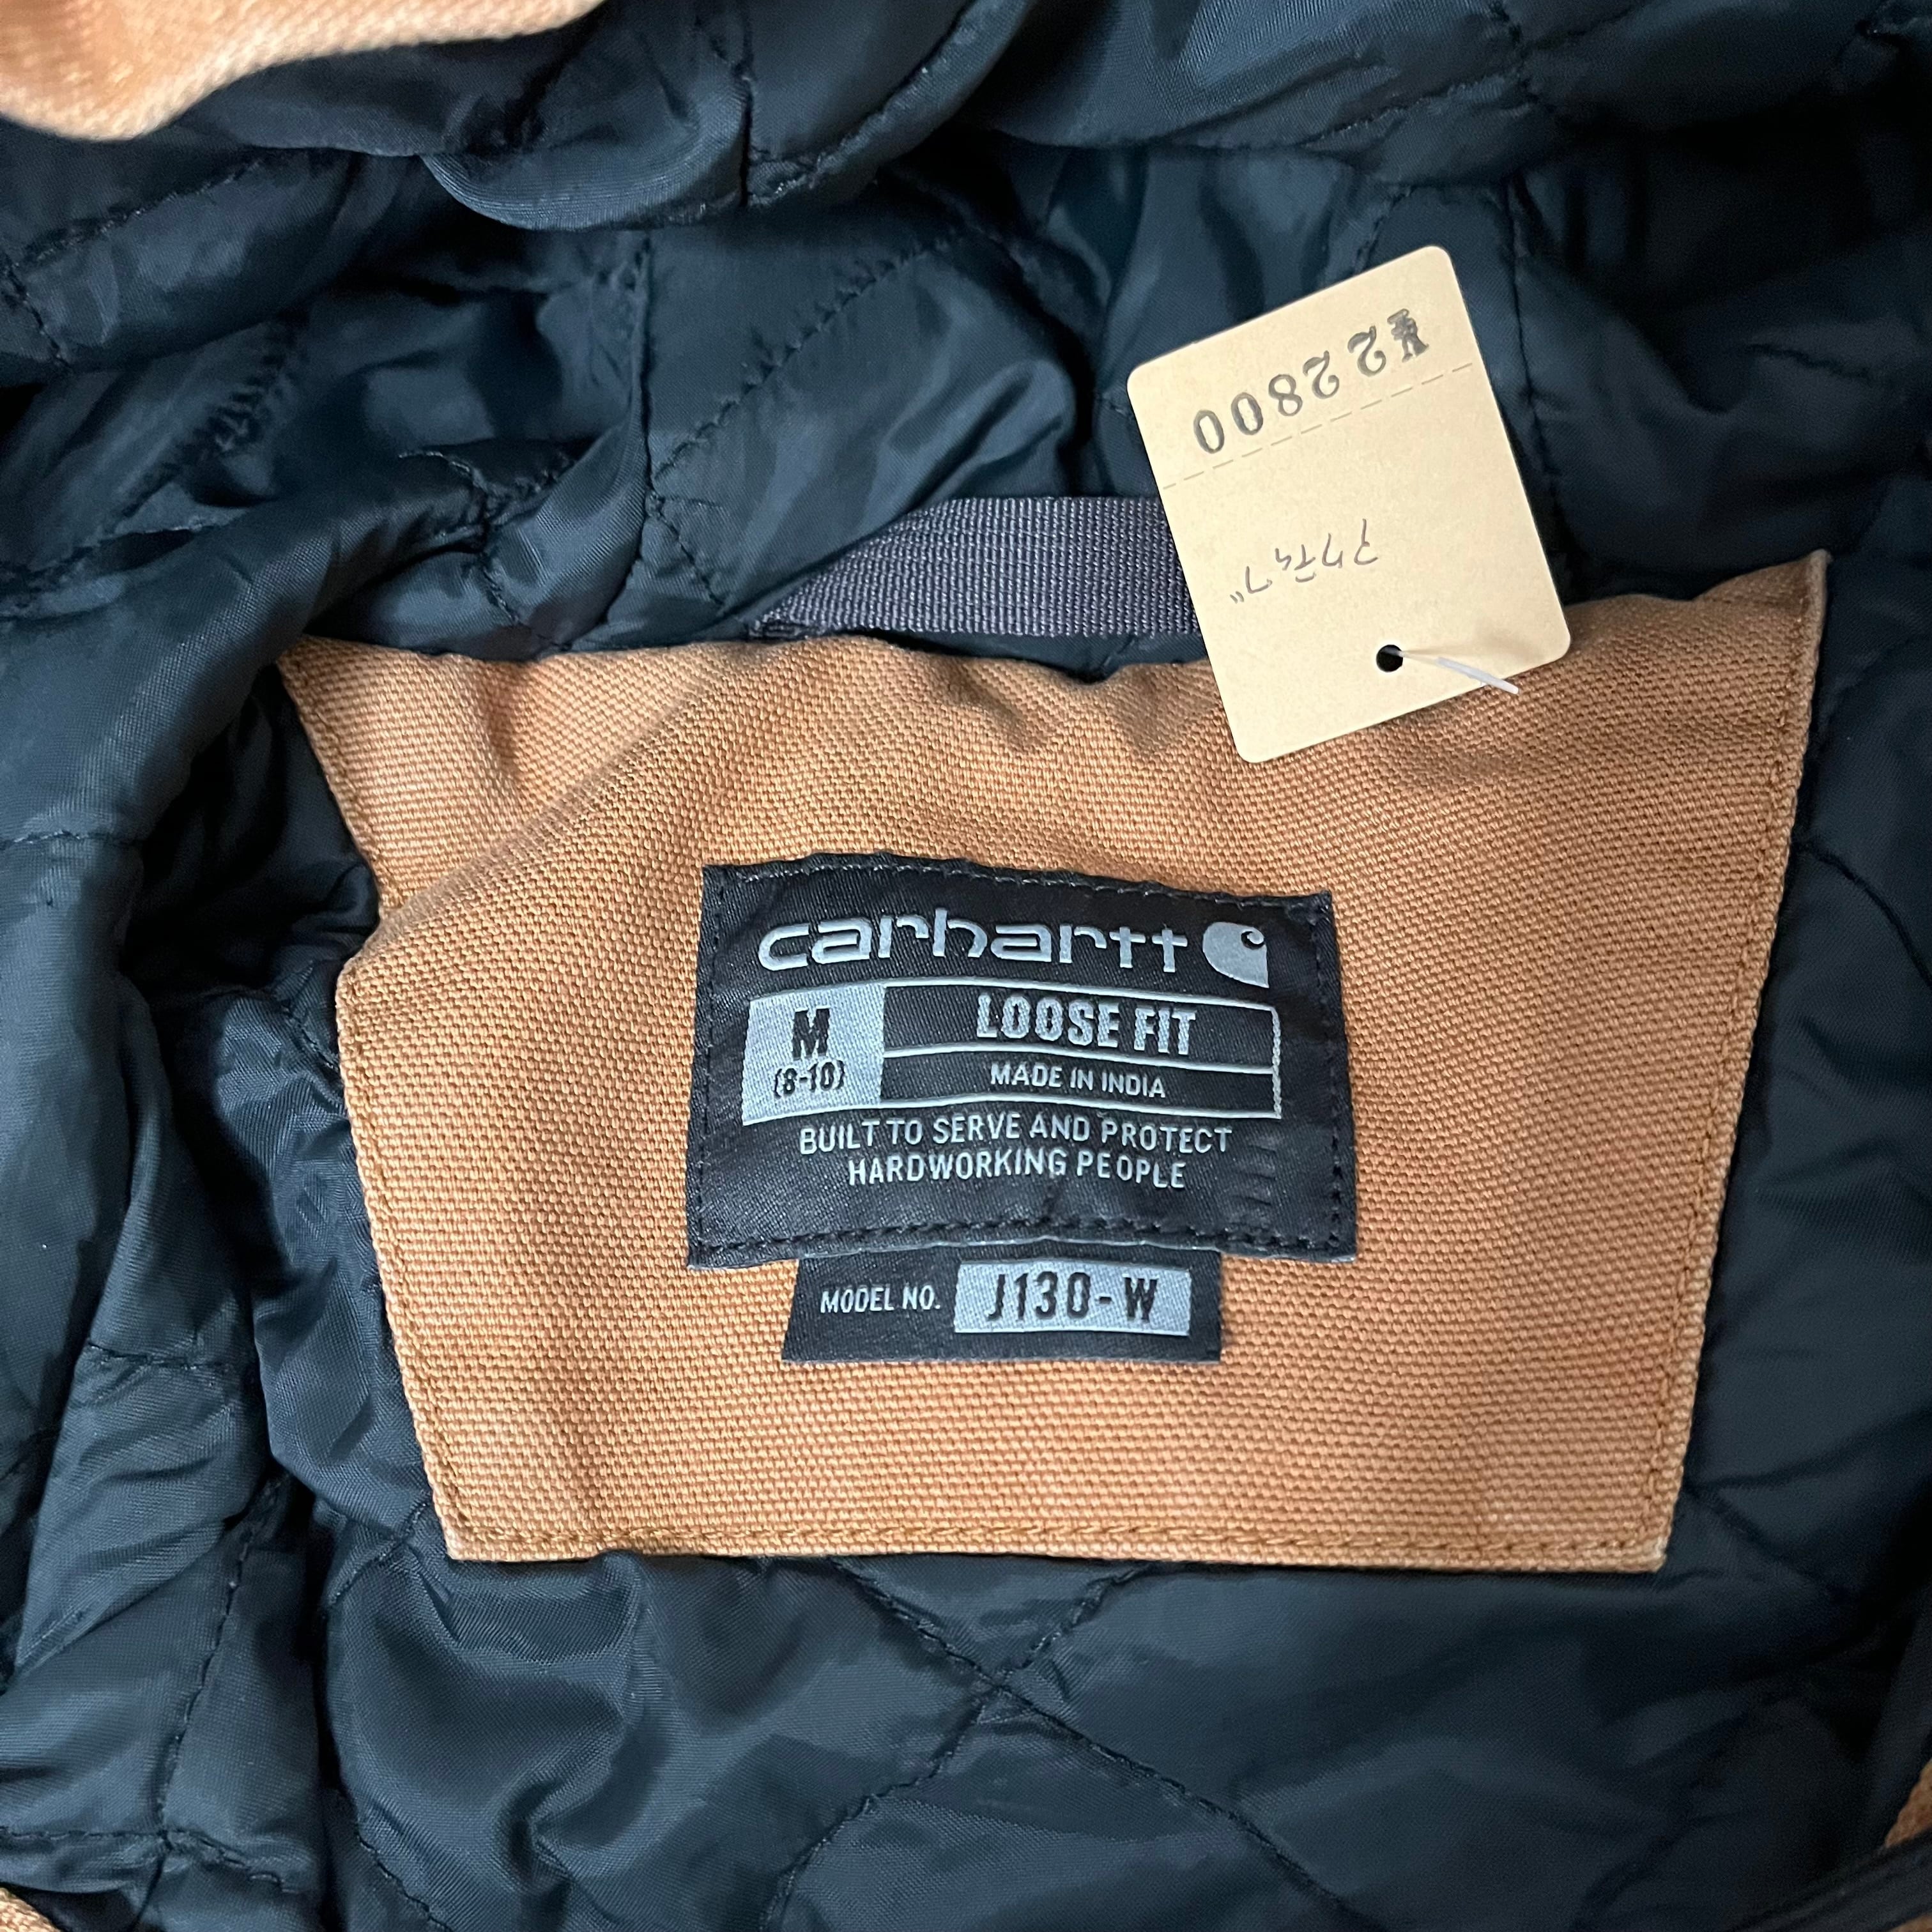 ¥22800
アクティブ
carhartt
M
(8-10)
LOOSE FIT
MADE IN INDIA
BUILT TO SERVE AND PROTECT
HARDWORKING PEOPLE
MODEL NO. J130-W